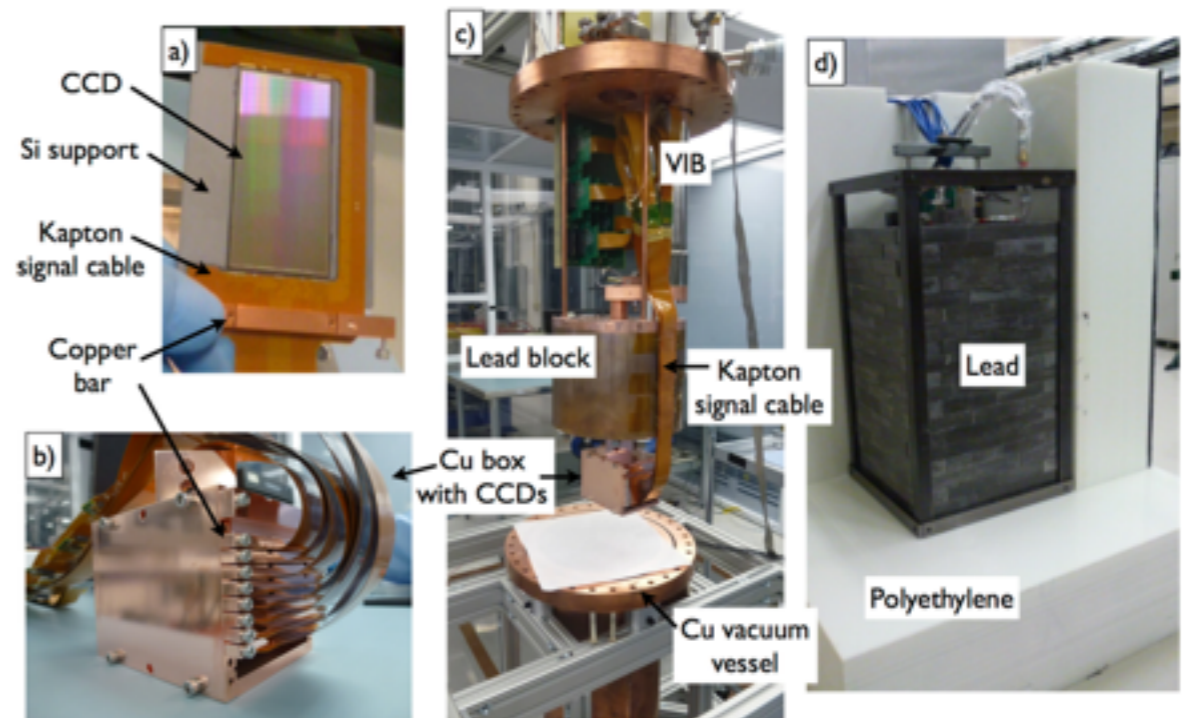 a)
CCD
Si support
Kapton
signal cable
Copper
bar
b)
Cu box
with CCDs
c)
VIB
Lead block
Kapton
signal cable
Cu vacuum
vessel
d)
Lead
Polyethylene